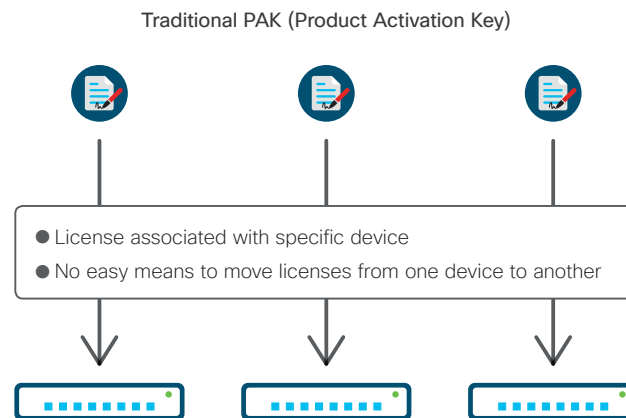 Traditional PAK (Product Activation Key)
● License associated with specific device
● No easy means to move licenses from one device to another